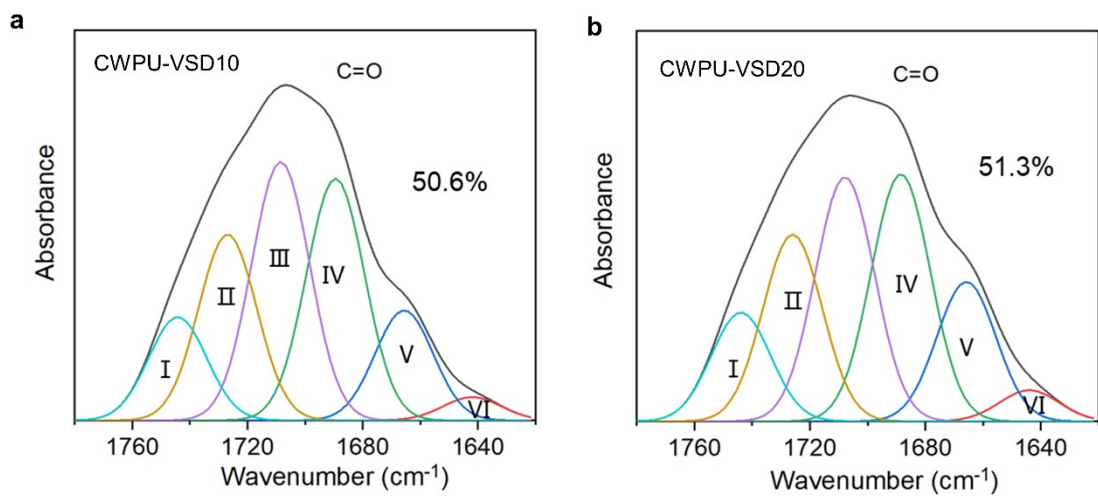 a
CWPU-VSD10
C=O
50.6%
Absorbance
I
II
III
IV
V
VI
1760
1720
1680
1640
Wavenumber (cm⁻¹)
b
CWPU-VSD20
C=O
51.3%
Absorbance
I
II
IV
V
VI
1760
1720
1680
1640
Wavenumber (cm⁻¹)